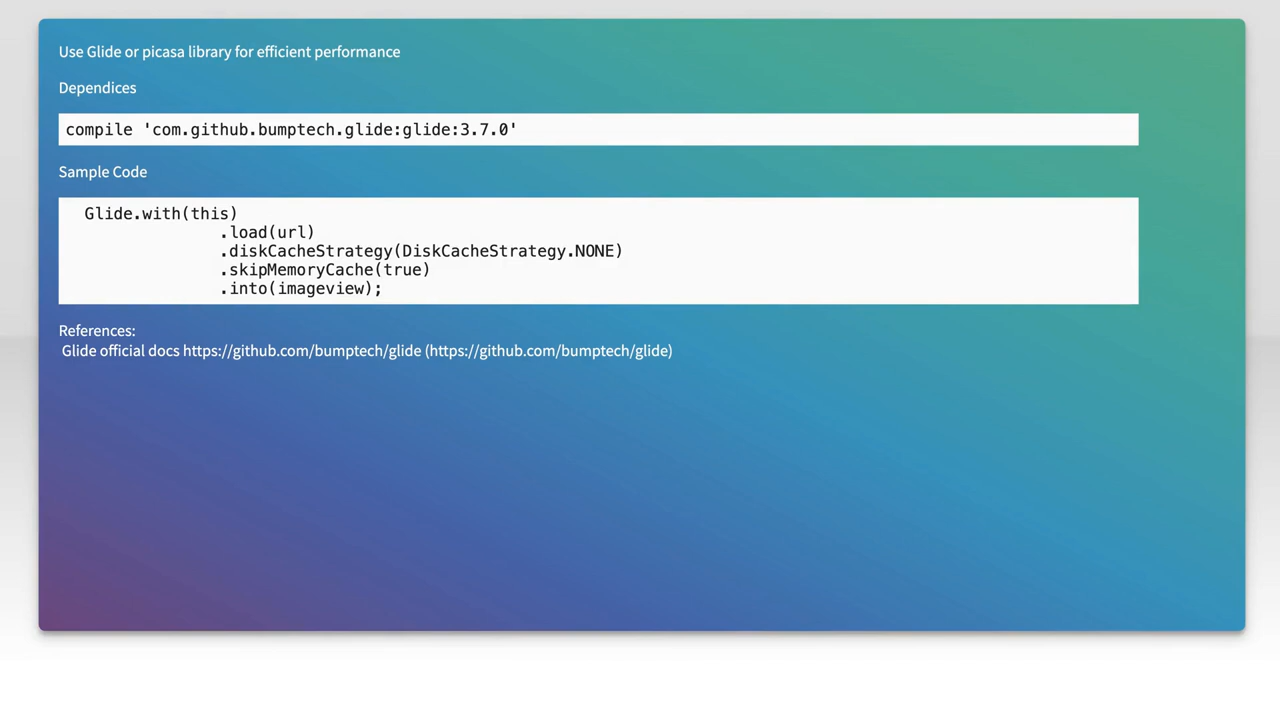 Use Glide or picasa library for efficient performance
Dependices
compile 'com.github.bumptech.glide:glide:3.7.0'
Sample Code
Glide.with(this)
.load(url)
.diskCacheStrategy(DiskCacheStrategy.NONE)
.skipMemoryCache(true)
.into(imageview);
References:
Glide official docs https://github.com/bumptech/glide (https://github.com/bumptech/glide)